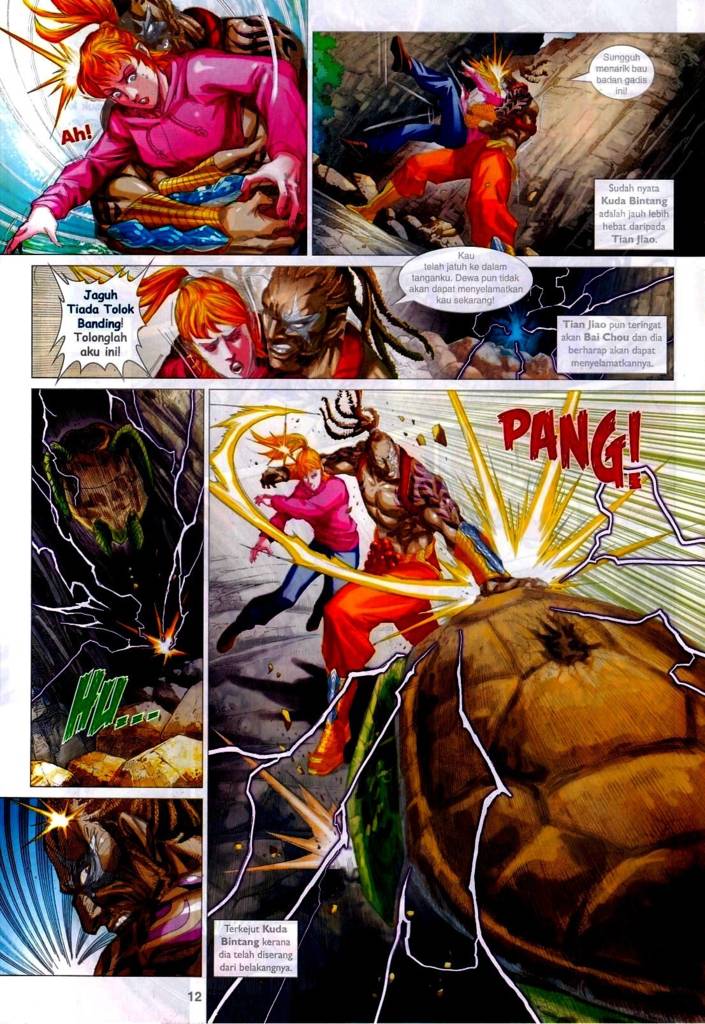 Ah!
Sungguh
menarik bau
badan gadis
ini!
Sudah nyata
Kuda Bintang
adalah jauh lebih
hebat daripada
Tian Jiao.
Jaguh
Tiada Tolok
Banding!
Tolonglah
aku ini!
Kau
telah jatuh ke dalam
tanganku. Dewa pun tidak
akan dapat menyelamatkan
kau sekarang!
Tian Jiao pun teringat
akan Bai Chou dan dia
berharap akan dapat
menyelamatkannya.
HU...
PANG!
Terkejut Kuda
Bintang kerana
dia telah diserang
dari belakangnya.
12